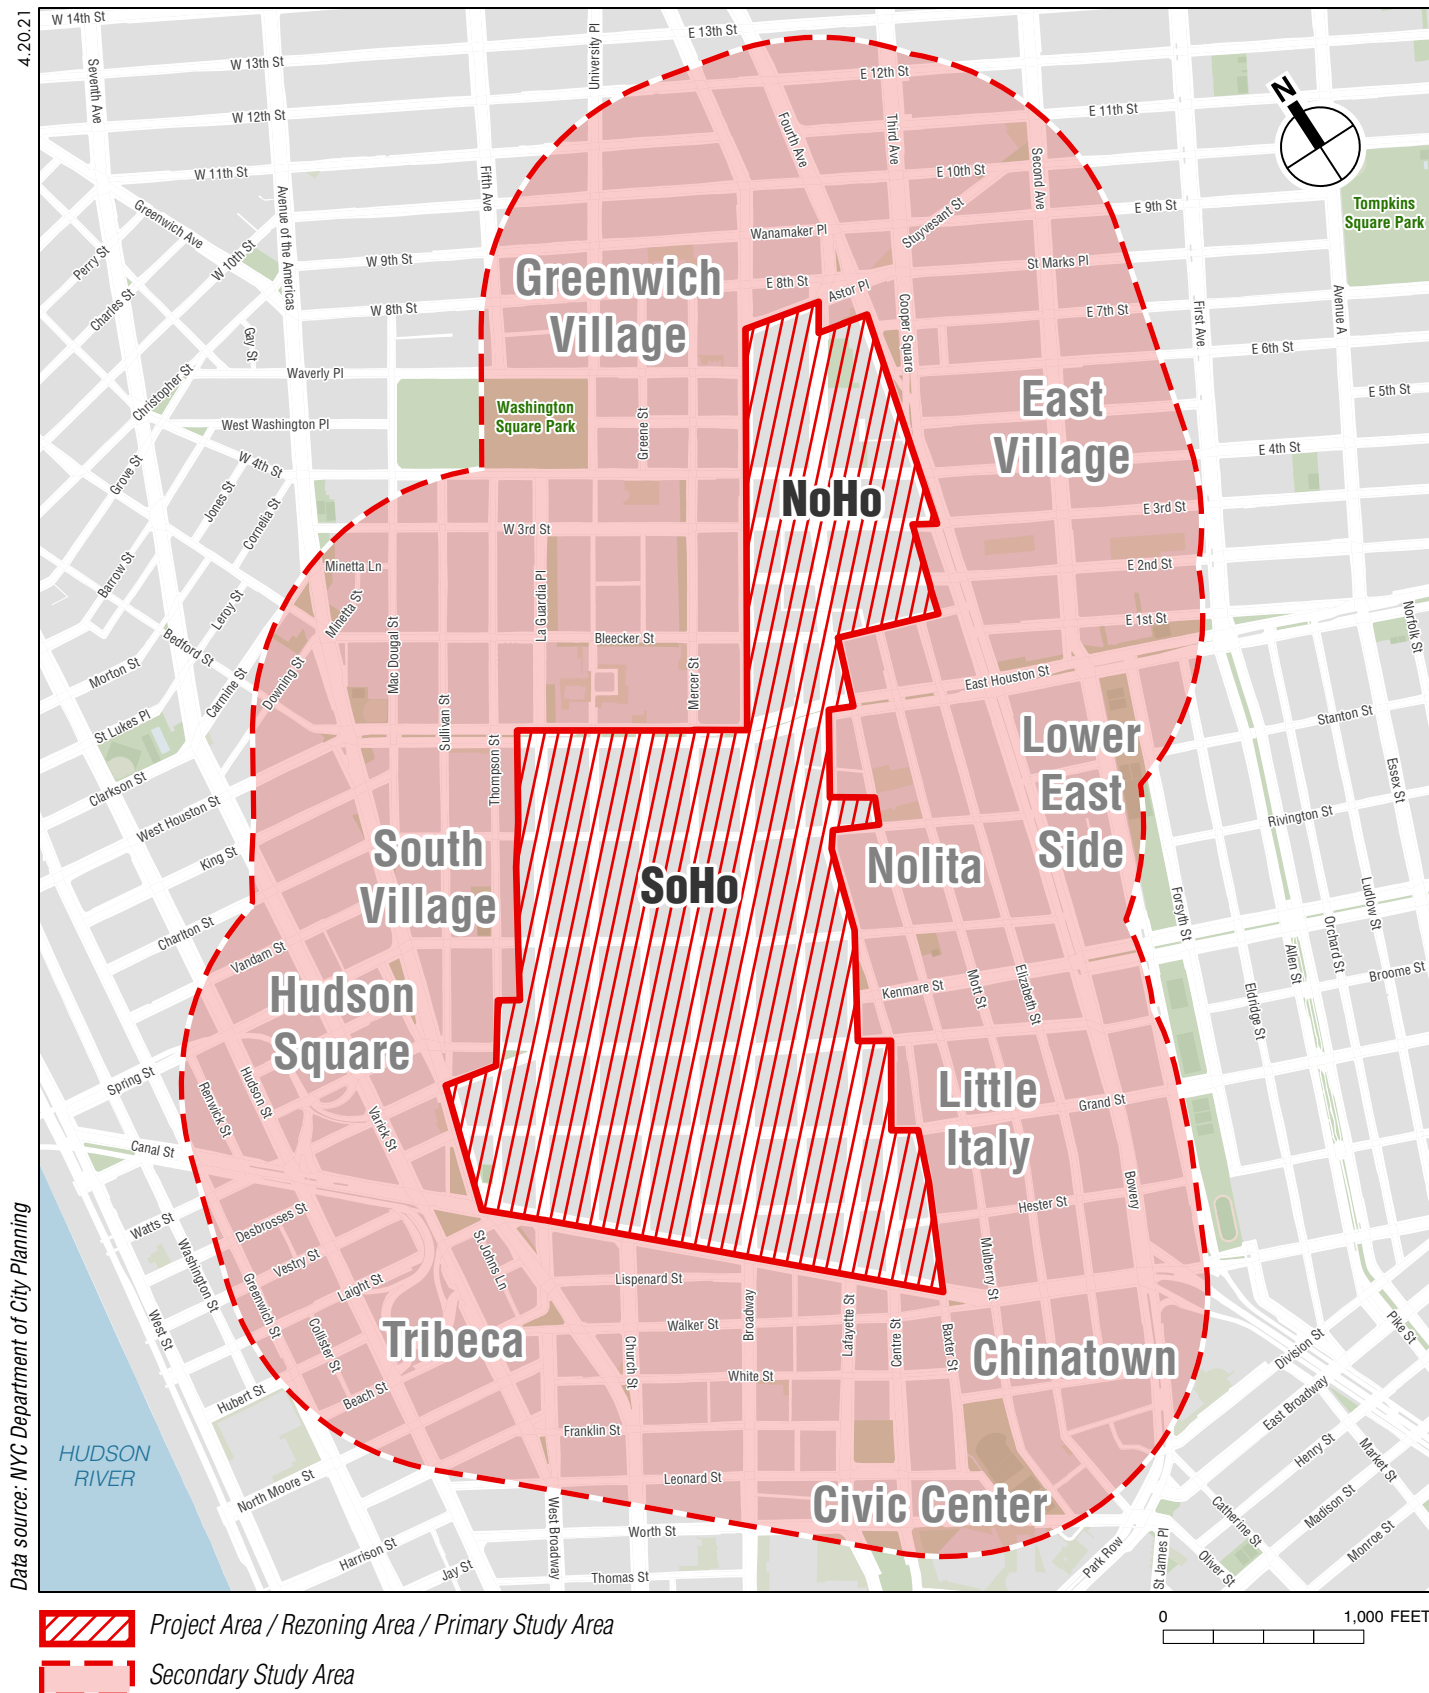 4.20.21
W 14th St
E 13th St
W 13th St
University Pl
Seventh Ave
E 12th St
W 12th St
E 11th St
Fourth Ave
Third Ave
N
W 11th St
Fifth Ave
Second Ave
E 10th St
Avenue of the Americas
Greenwich Ave
E 9th St
Tompkins
Square Park
Stuyvesant St
Wanamaker Pl
Perry St
W 10th St
W 9th St
St Marks Pl
Greenwich
Village
E 8th St
Astor Pl
Charles St
W 8th St
E 7th St
First Ave
Avenue A
Cooper Square
Gay St
E 6th St
Waverly Pl
Christopher St
East
Village
E 5th St
Washington
Square Park
Greene St
West Washington Pl
E 4th St
W 4th St
Grove St
NoHo
Jones St
Cornelia St
E 3rd St
W 3rd St
Minetta Ln
E 2nd St
Barrow St
La Guardia Pl
Leroy St
Minetta St
E 1st St
Norfolk St
Bedford St
Mac Dougal St
Bleecker St
Morton St
Carmine St
Downing St
Mercer St
East Houston St
St Lukes Pl
Sullivan St
Stanton St
Lower
East
Side
Thompson St
Clarkson St
Essex St
West Houston St
Rivington St
King St
South
Village
Nolita
SoHo
Ludlow St
Forsyth St
Charlton St
Orchard St
Vandam St
Allen St
Broome St
Hudson
Square
Kenmare St
Mott St
Elizabeth St
Eldridge St
Spring St
Renwick St
Hudson St
Varick St
Little
Italy
Grand St
Canal St
Bowery
Hester St
Watts St
Desbrosses St
Washington St
Vestry St
St Johns Ln
Mulberry St
Laight St
Greenwich St
Lispenard St
West St
Collister St
Broadway
Lafayette St
Centre St
Baxter St
Walker St
Tribeca
Church St
Pike St
Division St
Chinatown
White St
Hubert St
Beach St
East Broadway
Franklin St
Henry St
Market St
HUDSON
RIVER
Leonard St
North Moore St
Civic Center
Catherine St
Madison St
West Broadway
Worth St
Monroe St
Harrison St
Jay St
Park Row
St James Pl
Oliver St
Thomas St
Data source: NYC Department of City Planning
Project Area / Rezoning Area / Primary Study Area
0 1,000 FEET
Secondary Study Area